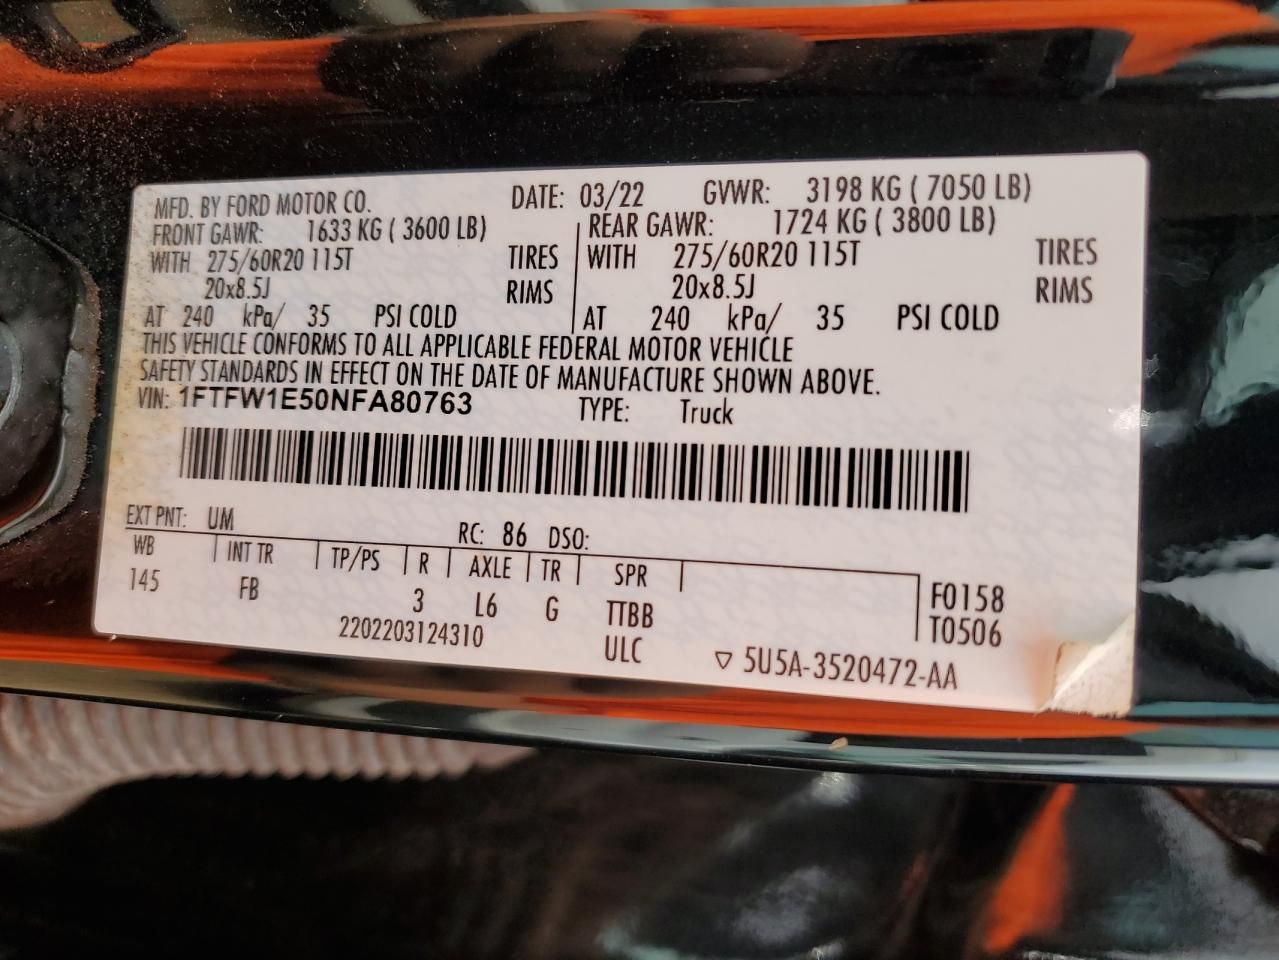 MFD. BY FORD MOTOR CO. DATE: 03/22 GVWR: 3198 KG ( 7050 LB)
FRONT GAWR: 1633 KG ( 3600 LB) REAR GAWR: 1724 KG ( 3800 LB)
WITH 275/60R20 115T TIRES WITH 275/60R20 115T TIRES
20x8.5J RIMS 20x8.5J RIMS
AT 240 kPa/ 35 PSI COLD AT 240 kPa/ 35 PSI COLD
THIS VEHICLE CONFORMS TO ALL APPLICABLE FEDERAL MOTOR VEHICLE
SAFETY STANDARDS IN EFFECT ON THE DATE OF MANUFACTURE SHOWN ABOVE.
VIN: 1FTFW1E50NFA80763 TYPE: Truck
EXT PNT: UM RC: 86 DSO:
WB INT TR TP/PS R AXLE TR SPR
145 FB 3 L6 G TTBB F0158
2202203124310 ULC T0506
▽ 5U5A-3520472-AA